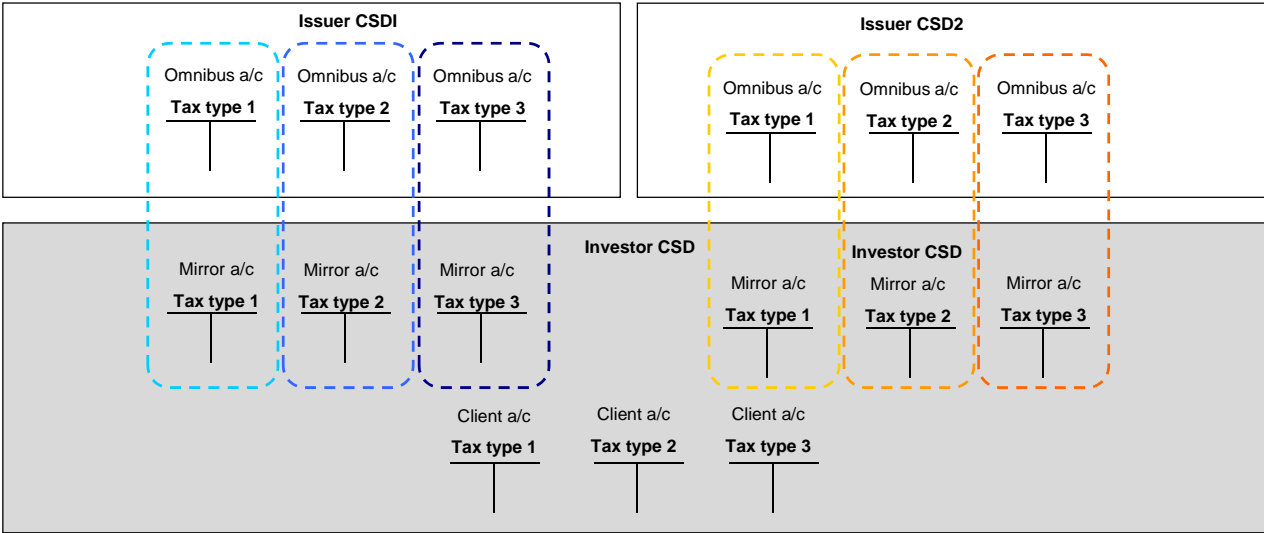 Issuer CSDI
Omnibus a/c
Tax type 1
Omnibus a/c
Tax type 2
Omnibus a/c
Tax type 3
Issuer CSD2
Omnibus a/c
Tax type 1
Omnibus a/c
Tax type 2
Omnibus a/c
Tax type 3
Investor CSD
Investor CSD
Mirror a/c
Tax type 1
Mirror a/c
Tax type 2
Mirror a/c
Tax type 3
Mirror a/c
Tax type 1
Mirror a/c
Tax type 2
Mirror a/c
Tax type 3
Client a/c
Tax type 1
Client a/c
Tax type 2
Client a/c
Tax type 3